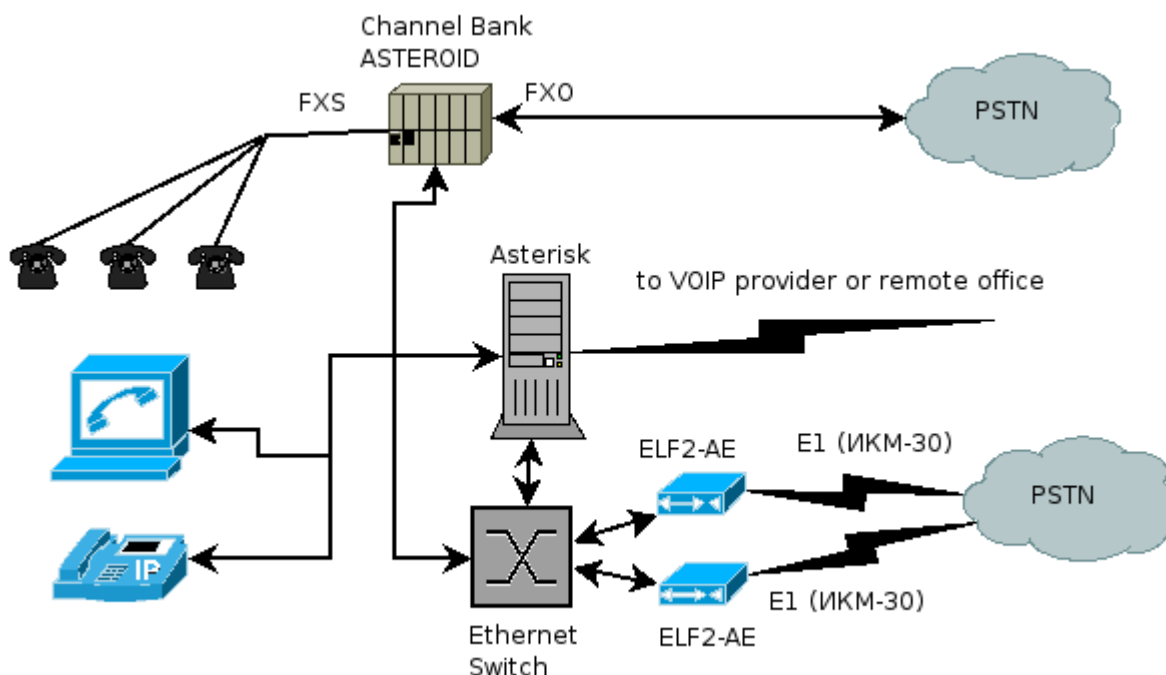 Channel Bank
ASTEROID
FXS
FXO
PSTN
Asterisk
to VOIP provider or remote office
ELF2-AE
E1 (ИКМ-30)
PSTN
IP
E1 (ИКМ-30)
ELF2-AE
Ethernet
Switch